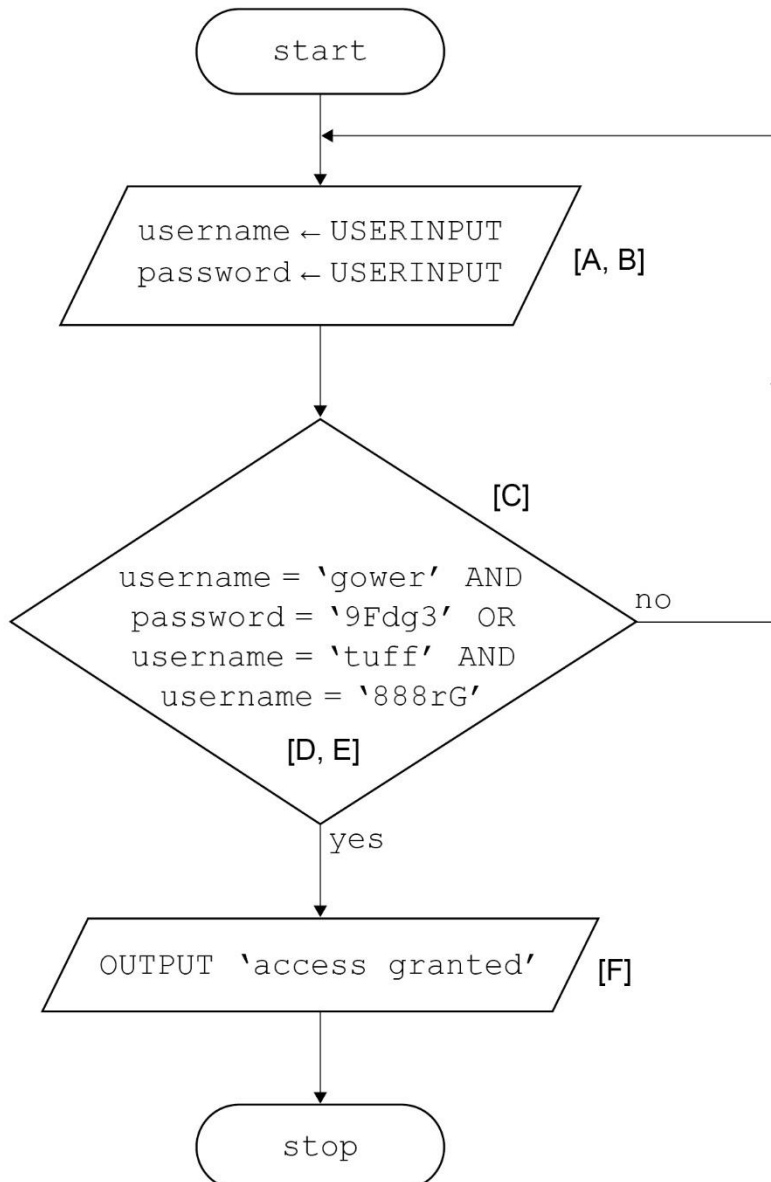 start
username ← USERINPUT
password ← USERINPUT
[A, B]
[C]
username = ‘gower’ AND
password = ‘9Fdg3’ OR
username = ‘tuff’ AND
username = ‘888rG’
[D, E]
no
yes
OUTPUT ‘access granted’
[F]
stop